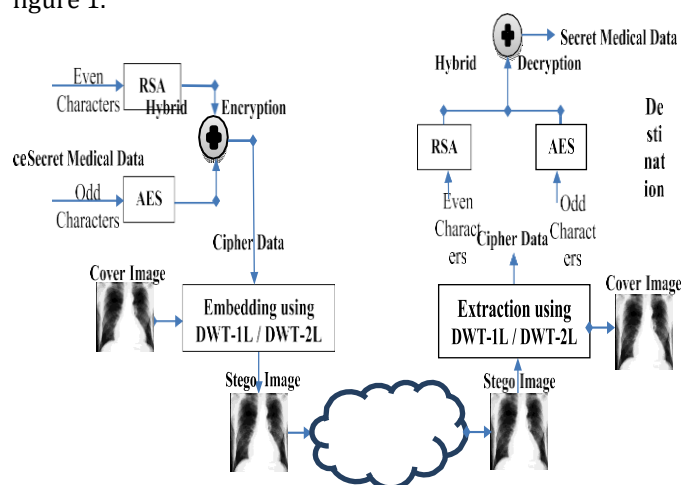 igure 1.
Even
Characters
RSA
Hybrid Encryption
ceSecret Medical Data
Odd
Characters
AES
Cipher Data
Cover Image
Embedding using
DWT-1L / DWT-2L
Stego Image
Secret Medical Data
Hybrid Decryption
RSA
AES
Even
Charact
ers
Odd
Charact
ers
Cipher Data
Extraction using
DWT-1L / DWT-2L
Cover Image
Stego Image
De
sti
nat
ion